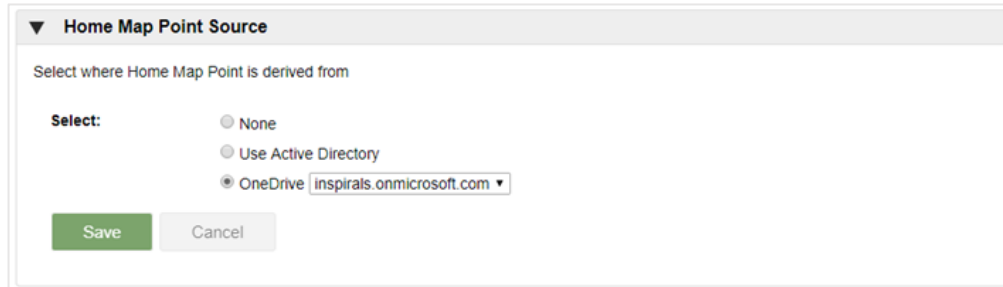 Home Map Point Source
Select where Home Map Point is derived from
Select: None
Use Active Directory
OneDrive inspirals.onmicrosoft.com
Save Cancel